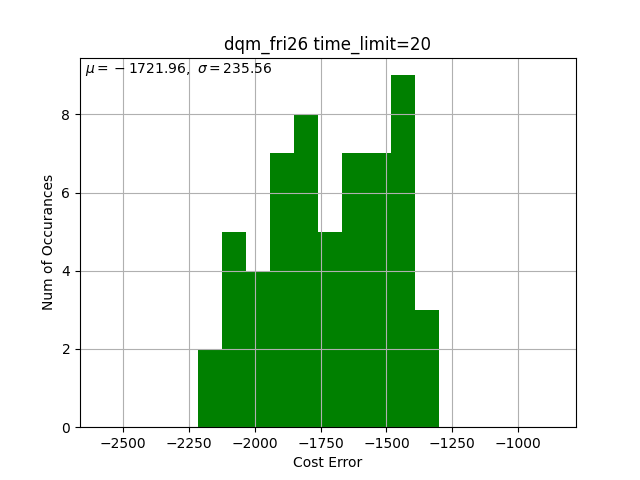 dqm_fri26 time_limit=20
μ = − 1721.96, σ = 235.56
Num of Occurances
8
6
4
2
0
−2500 −2250 −2000 −1750 −1500 −1250 −1000
Cost Error